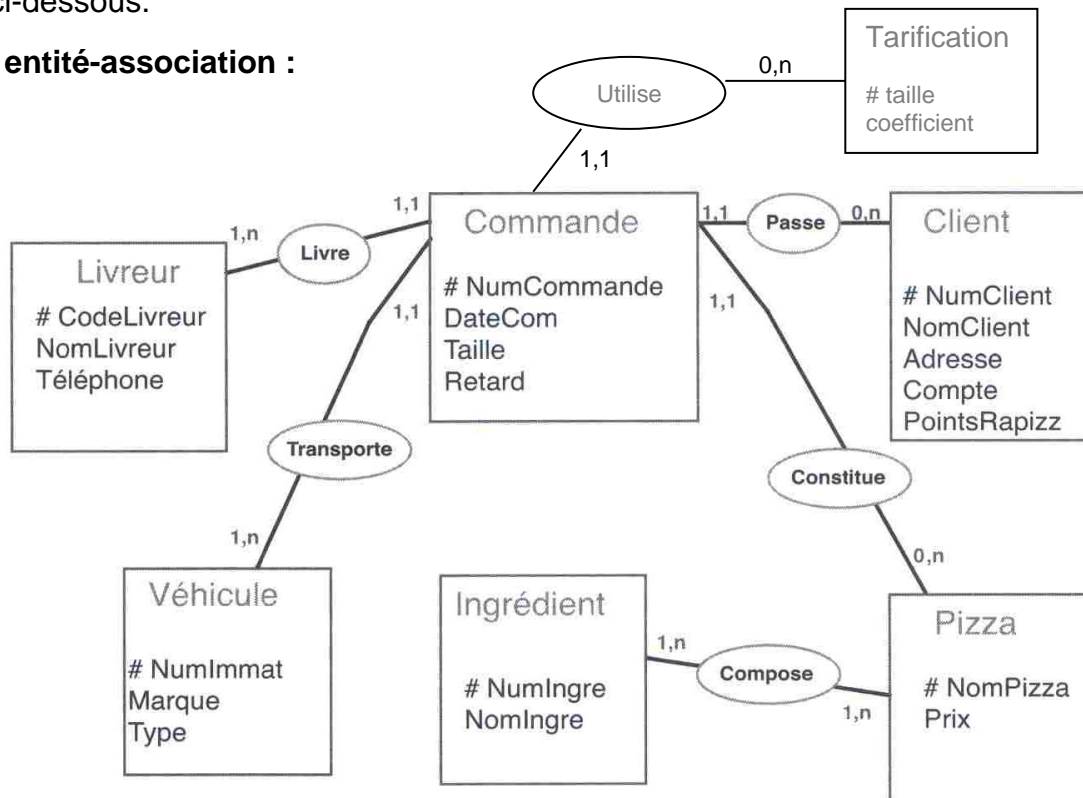 ci-dessous.
entité-association :
Tarification
# taille
coefficient
0,n
Utilise
1,1
Livreur
# CodeLivreur
NomLivreur
Téléphone
1,n
Livre
1,1
Commande
# NumCommande
DateCom
Taille
Retard
1,1
Passe
0,n
Client
# NumClient
NomClient
Adresse
Compte
PointsRapizz
1,1
Transporte
1,n
1,1
Constitue
0,n
Véhicule
# NumImmat
Marque
Type
Ingrédient
# NumIngre
NomIngre
1,n
Compose
1,n
Pizza
# NomPizza
Prix